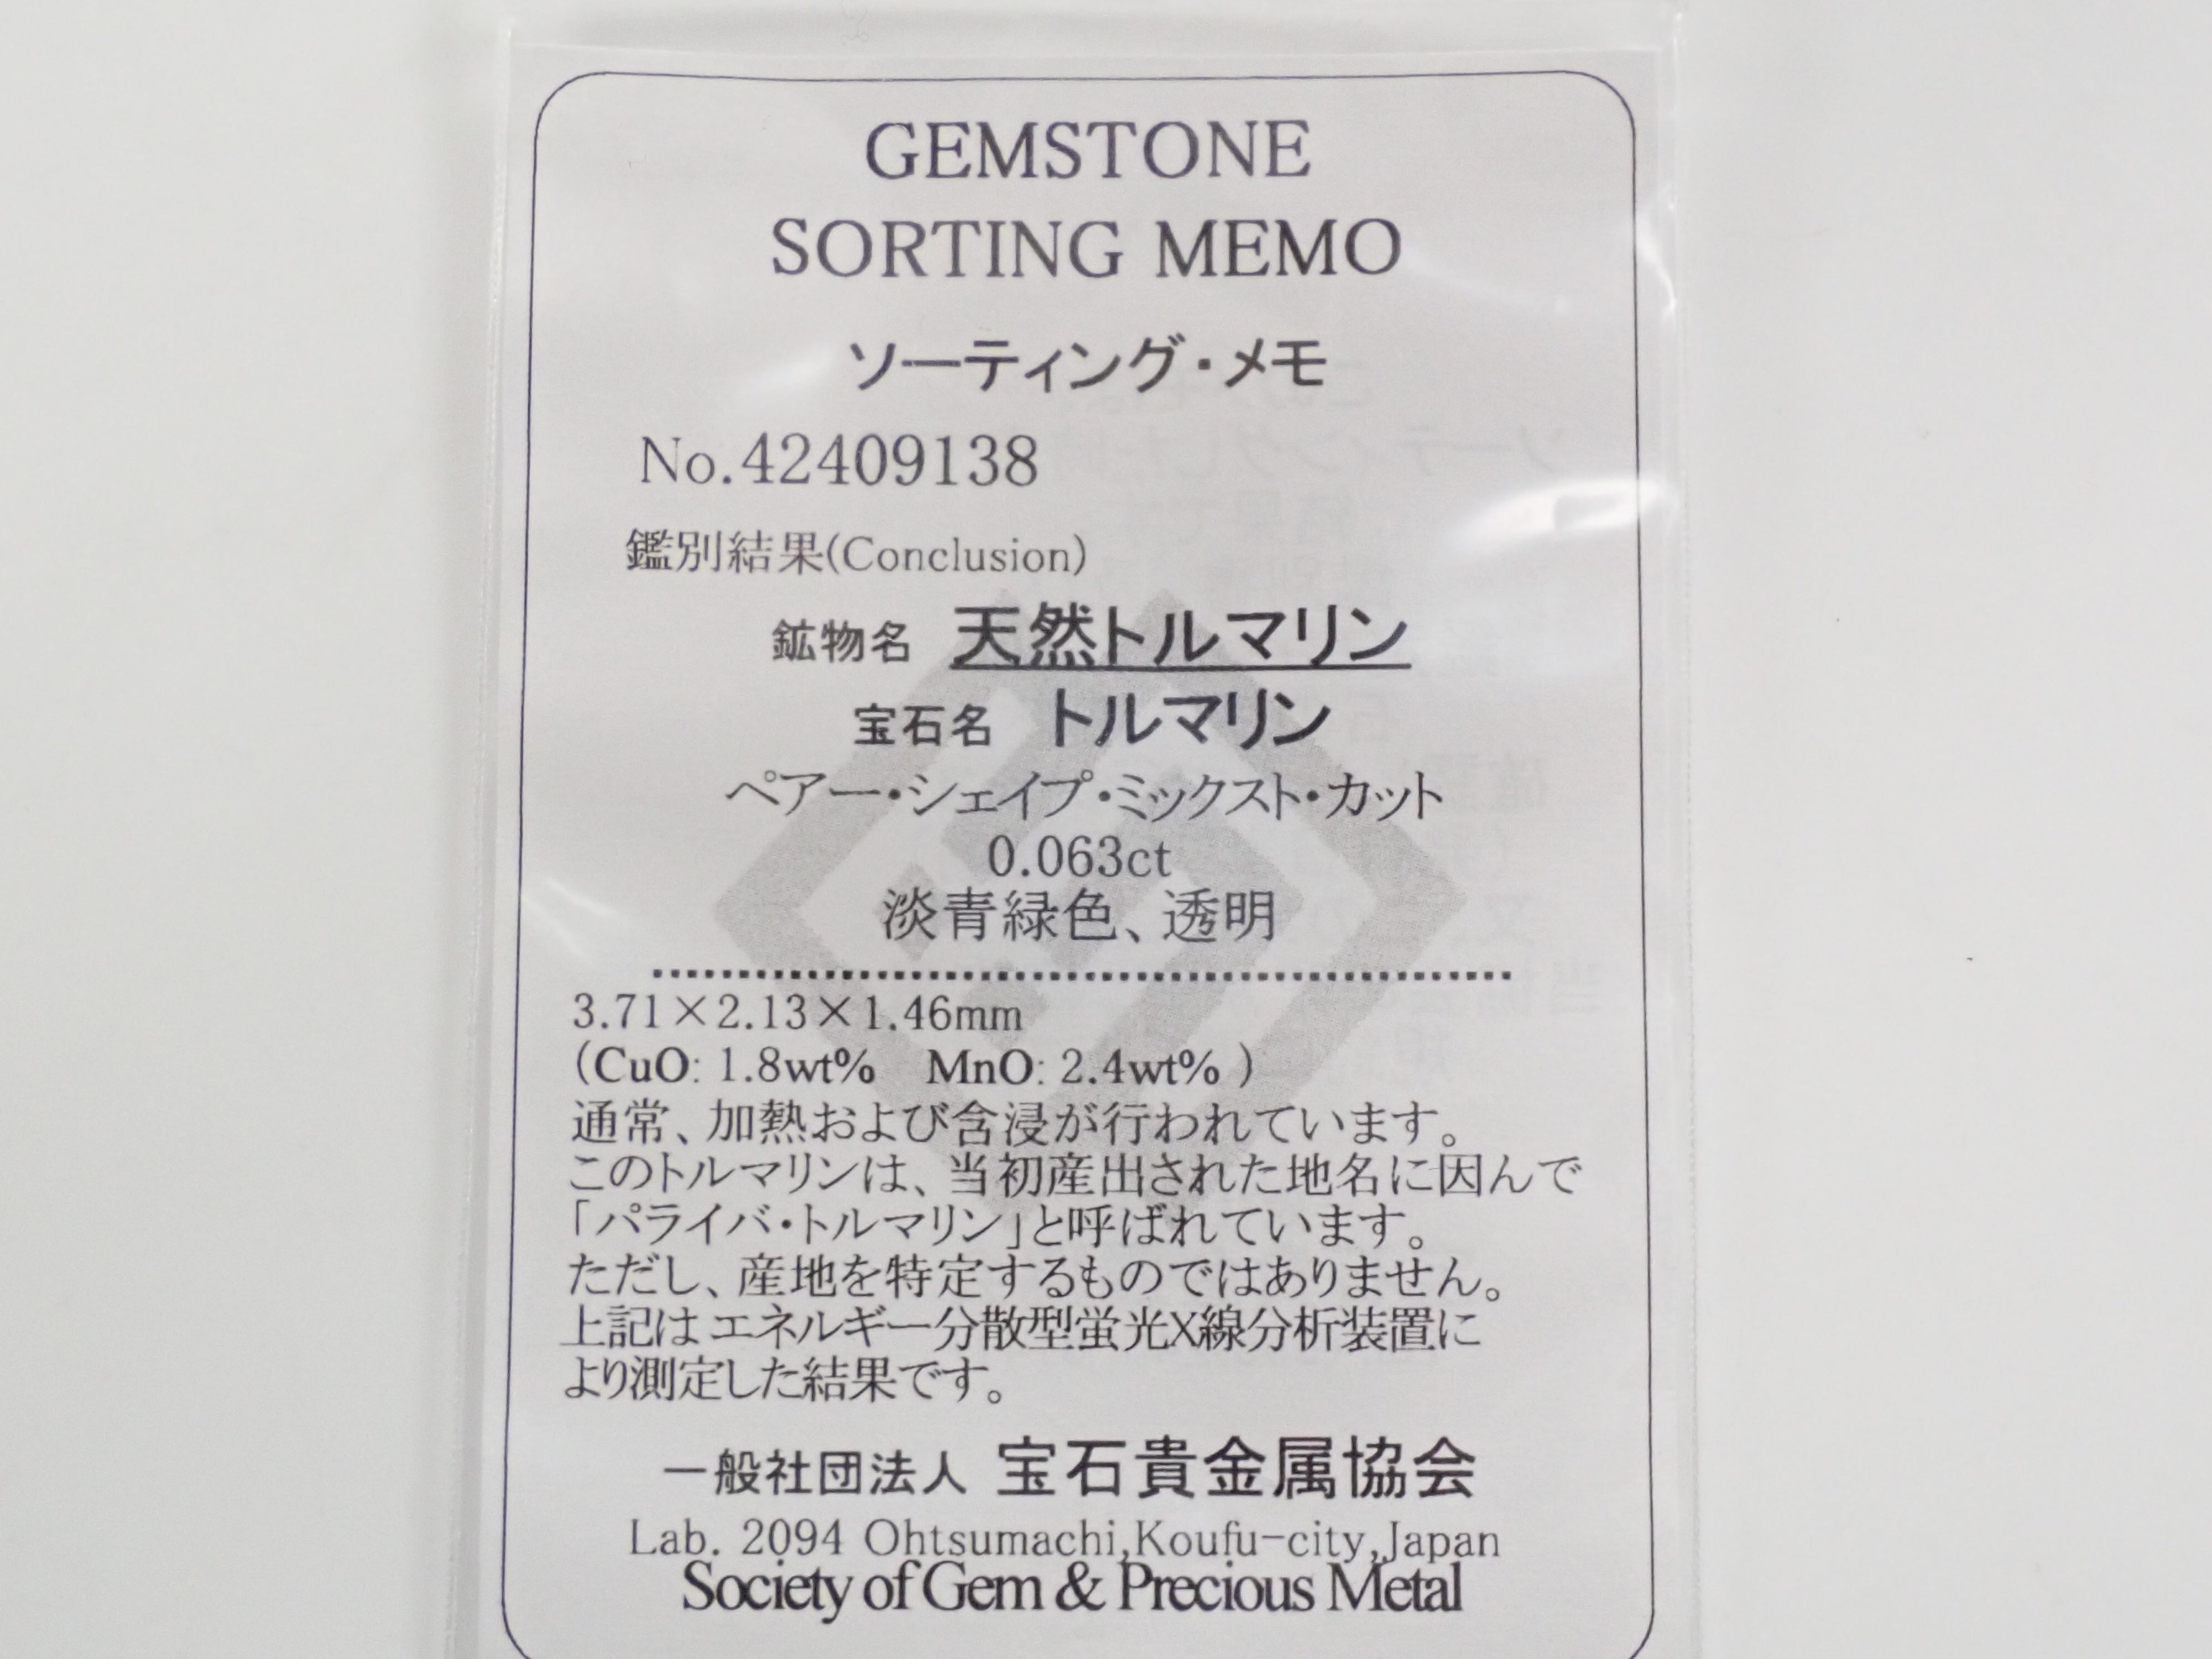 GEMSTONE
SORTING MEMO
ソーティング・メモ
No.42409138
鑑別結果(Conclusion)
鉱物名 天然トルマリン
宝石名 トルマリン
ペアー・シェイプ・ミックスト・カット
0.063ct
淡青緑色、透明
3.71×2.13×1.46mm
(CuO: 1.8wt% MnO: 2.4wt% )
通常、加熱および含浸が行われています。
このトルマリンは、当初産出された地名に因んで
「パライバ・トルマリン」と呼ばれています。
ただし、産地を特定するものではありません。
上記はエネルギー分散型蛍光X線分析装置に
より測定した結果です。
一般社団法人 宝石貴金属協会
Lab. 2094 Ohtsumachi,Koufu-city,Japan
Society of Gem & Precious Metal